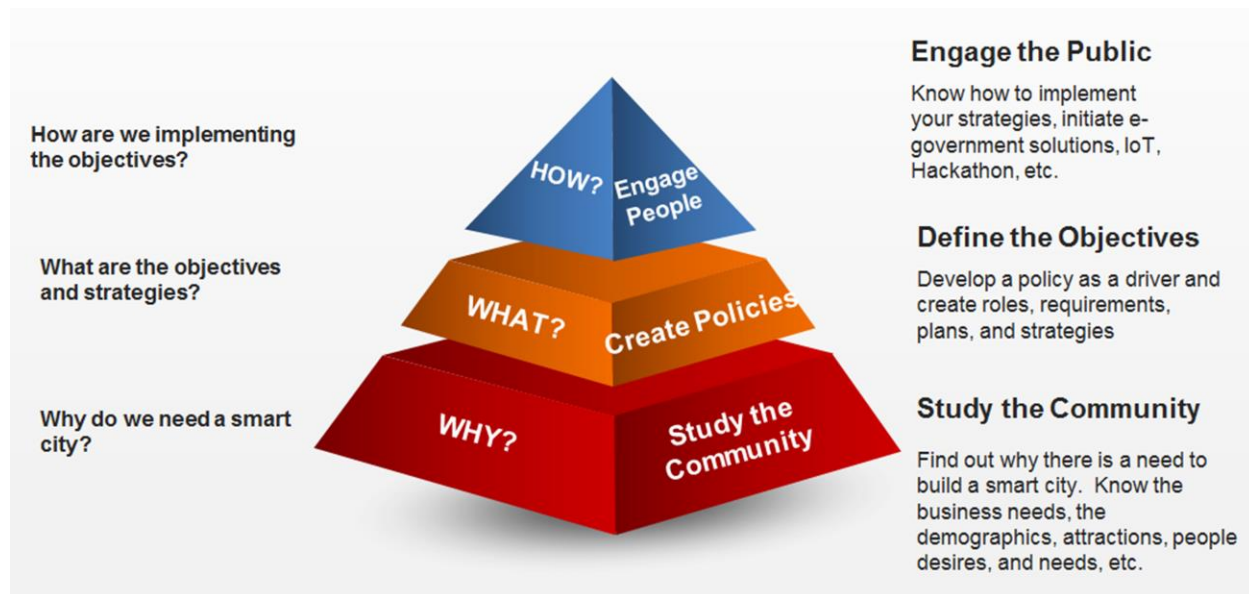 Engage the Public
Know how to implement
your strategies, initiate e-
government solutions, IoT,
Hackathon, etc.
How are we implementing
the objectives?
HOW?
Engage
People
Define the Objectives
Develop a policy as a driver and
create roles, requirements,
plans, and strategies
What are the objectives
and strategies?
WHAT?
Create Policies
Study the Community
Find out why there is a need to
build a smart city. Know the
business needs, the
demographics, attractions, people
desires, and needs, etc.
Why do we need a smart
city?
WHY?
Study the
Community